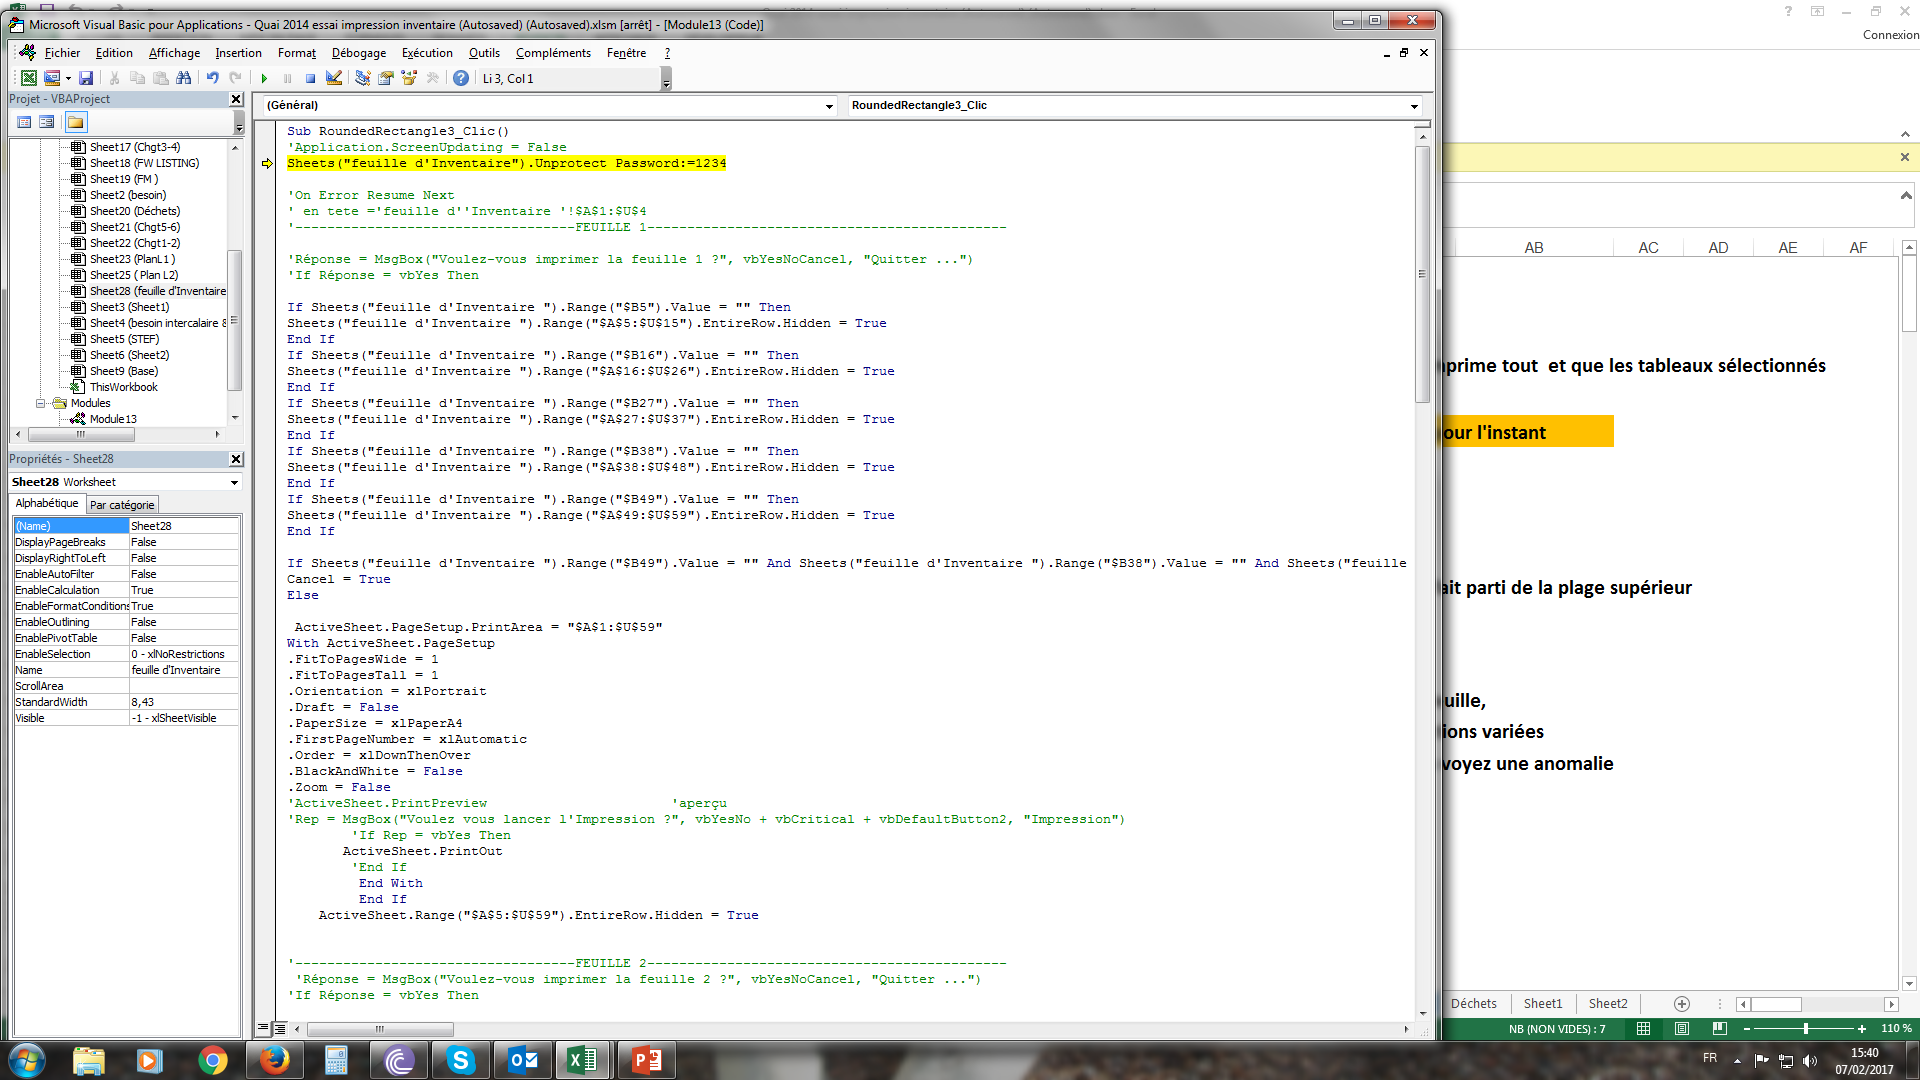 Microsoft Visual Basic pour Applications - Quai 2014 essai impression inventaire (Autosaved) (Autosaved).xlsm [arrêt] - [Module13 (Code)]
Connexion
Fichier Edition Affichage Insertion Format Débogage Exécution Outils Compléments Fenêtre ?
Li 3, Col 1
Projet - VBAProject
Sheet17 (Chgt3-4)
Sheet18 (FW LISTING)
Sheet19 (FM )
Sheet2 (besoin)
Sheet20 (Déchets)
Sheet21 (Chgt5-6)
Sheet22 (Chgt1-2)
Sheet23 (PlanL1 )
Sheet25 ( Plan L2)
Sheet28 (feuille d'Inventaire
Sheet3 (Sheet1)
Sheet4 (besoin intercalaire &
Sheet5 (STEF)
Sheet6 (Sheet2)
Sheet9 (Base)
ThisWorkbook
Modules
Module13
Propriétés - Sheet28
Sheet28 Worksheet
Alphabétique Par catégorie
(Name) Sheet28
DisplayPageBreaks False
DisplayRightToLeft False
EnableAutoFilter False
EnableCalculation True
EnableFormatConditions True
EnableOutlining False
EnablePivotTable False
EnableSelection 0 - xlNoRestrictions
Name feuille d'Inventaire
ScrollArea
StandardWidth 8,43
Visible -1 - xlSheetVisible
(Général) RoundedRectangle3_Clic
Sub RoundedRectangle3_Clic()
'Application.ScreenUpdating = False
Sheets("feuille d'Inventaire").Unprotect Password:=1234
'On Error Resume Next
' en tete ='feuille d''Inventaire '!$A$1:$U$4
'-----------------------------------FEUILLE 1---------------------------------------------
'Réponse = MsgBox("Voulez-vous imprimer la feuille 1 ?", vbYesNoCancel, "Quitter ...")
'If Réponse = vbYes Then
If Sheets("feuille d'Inventaire ").Range("$B5").Value = "" Then
Sheets("feuille d'Inventaire ").Range("$A$5:$U$15").EntireRow.Hidden = True
End If
If Sheets("feuille d'Inventaire ").Range("$B16").Value = "" Then
Sheets("feuille d'Inventaire ").Range("$A$16:$U$26").EntireRow.Hidden = True
End If
If Sheets("feuille d'Inventaire ").Range("$B27").Value = "" Then
Sheets("feuille d'Inventaire ").Range("$A$27:$U$37").EntireRow.Hidden = True
End If
If Sheets("feuille d'Inventaire ").Range("$B38").Value = "" Then
Sheets("feuille d'Inventaire ").Range("$A$38:$U$48").EntireRow.Hidden = True
End If
If Sheets("feuille d'Inventaire ").Range("$B49").Value = "" Then
Sheets("feuille d'Inventaire ").Range("$A$49:$U$59").EntireRow.Hidden = True
End If
If Sheets("feuille d'Inventaire ").Range("$B49").Value = "" And Sheets("feuille d'Inventaire ").Range("$B38").Value = "" And Sheets("feuille
Cancel = True
Else
ActiveSheet.PageSetup.PrintArea = "$A$1:$U$59"
With ActiveSheet.PageSetup
.FitToPagesWide = 1
.FitToPagesTall = 1
.Orientation = xlPortrait
.Draft = False
.PaperSize = xlPaperA4
.FirstPageNumber = xlAutomatic
.Order = xlDownThenOver
.BlackAndWhite = False
.Zoom = False
'ActiveSheet.PrintPreview 'aperçu
'Rep = MsgBox("Voulez vous lancer l'Impression ?", vbYesNo + vbCritical + vbDefaultButton2, "Impression")
'If Rep = vbYes Then
ActiveSheet.PrintOut
'End If
End With
End If
ActiveSheet.Range("$A$5:$U$59").EntireRow.Hidden = True
'-----------------------------------FEUILLE 2---------------------------------------------
'Réponse = MsgBox("Voulez-vous imprimer la feuille 2 ?", vbYesNoCancel, "Quitter ...")
'If Réponse = vbYes Then
AB AC AD AE AF
prime tout et que les tableaux sélectionnés
our l'instant
ait parti de la plage supérieur
uille,
ions variées
voyez une anomalie
Déchets Sheet1 Sheet2
NB (NON VIDES) : 7 110 %
FR 15:40
07/02/2017